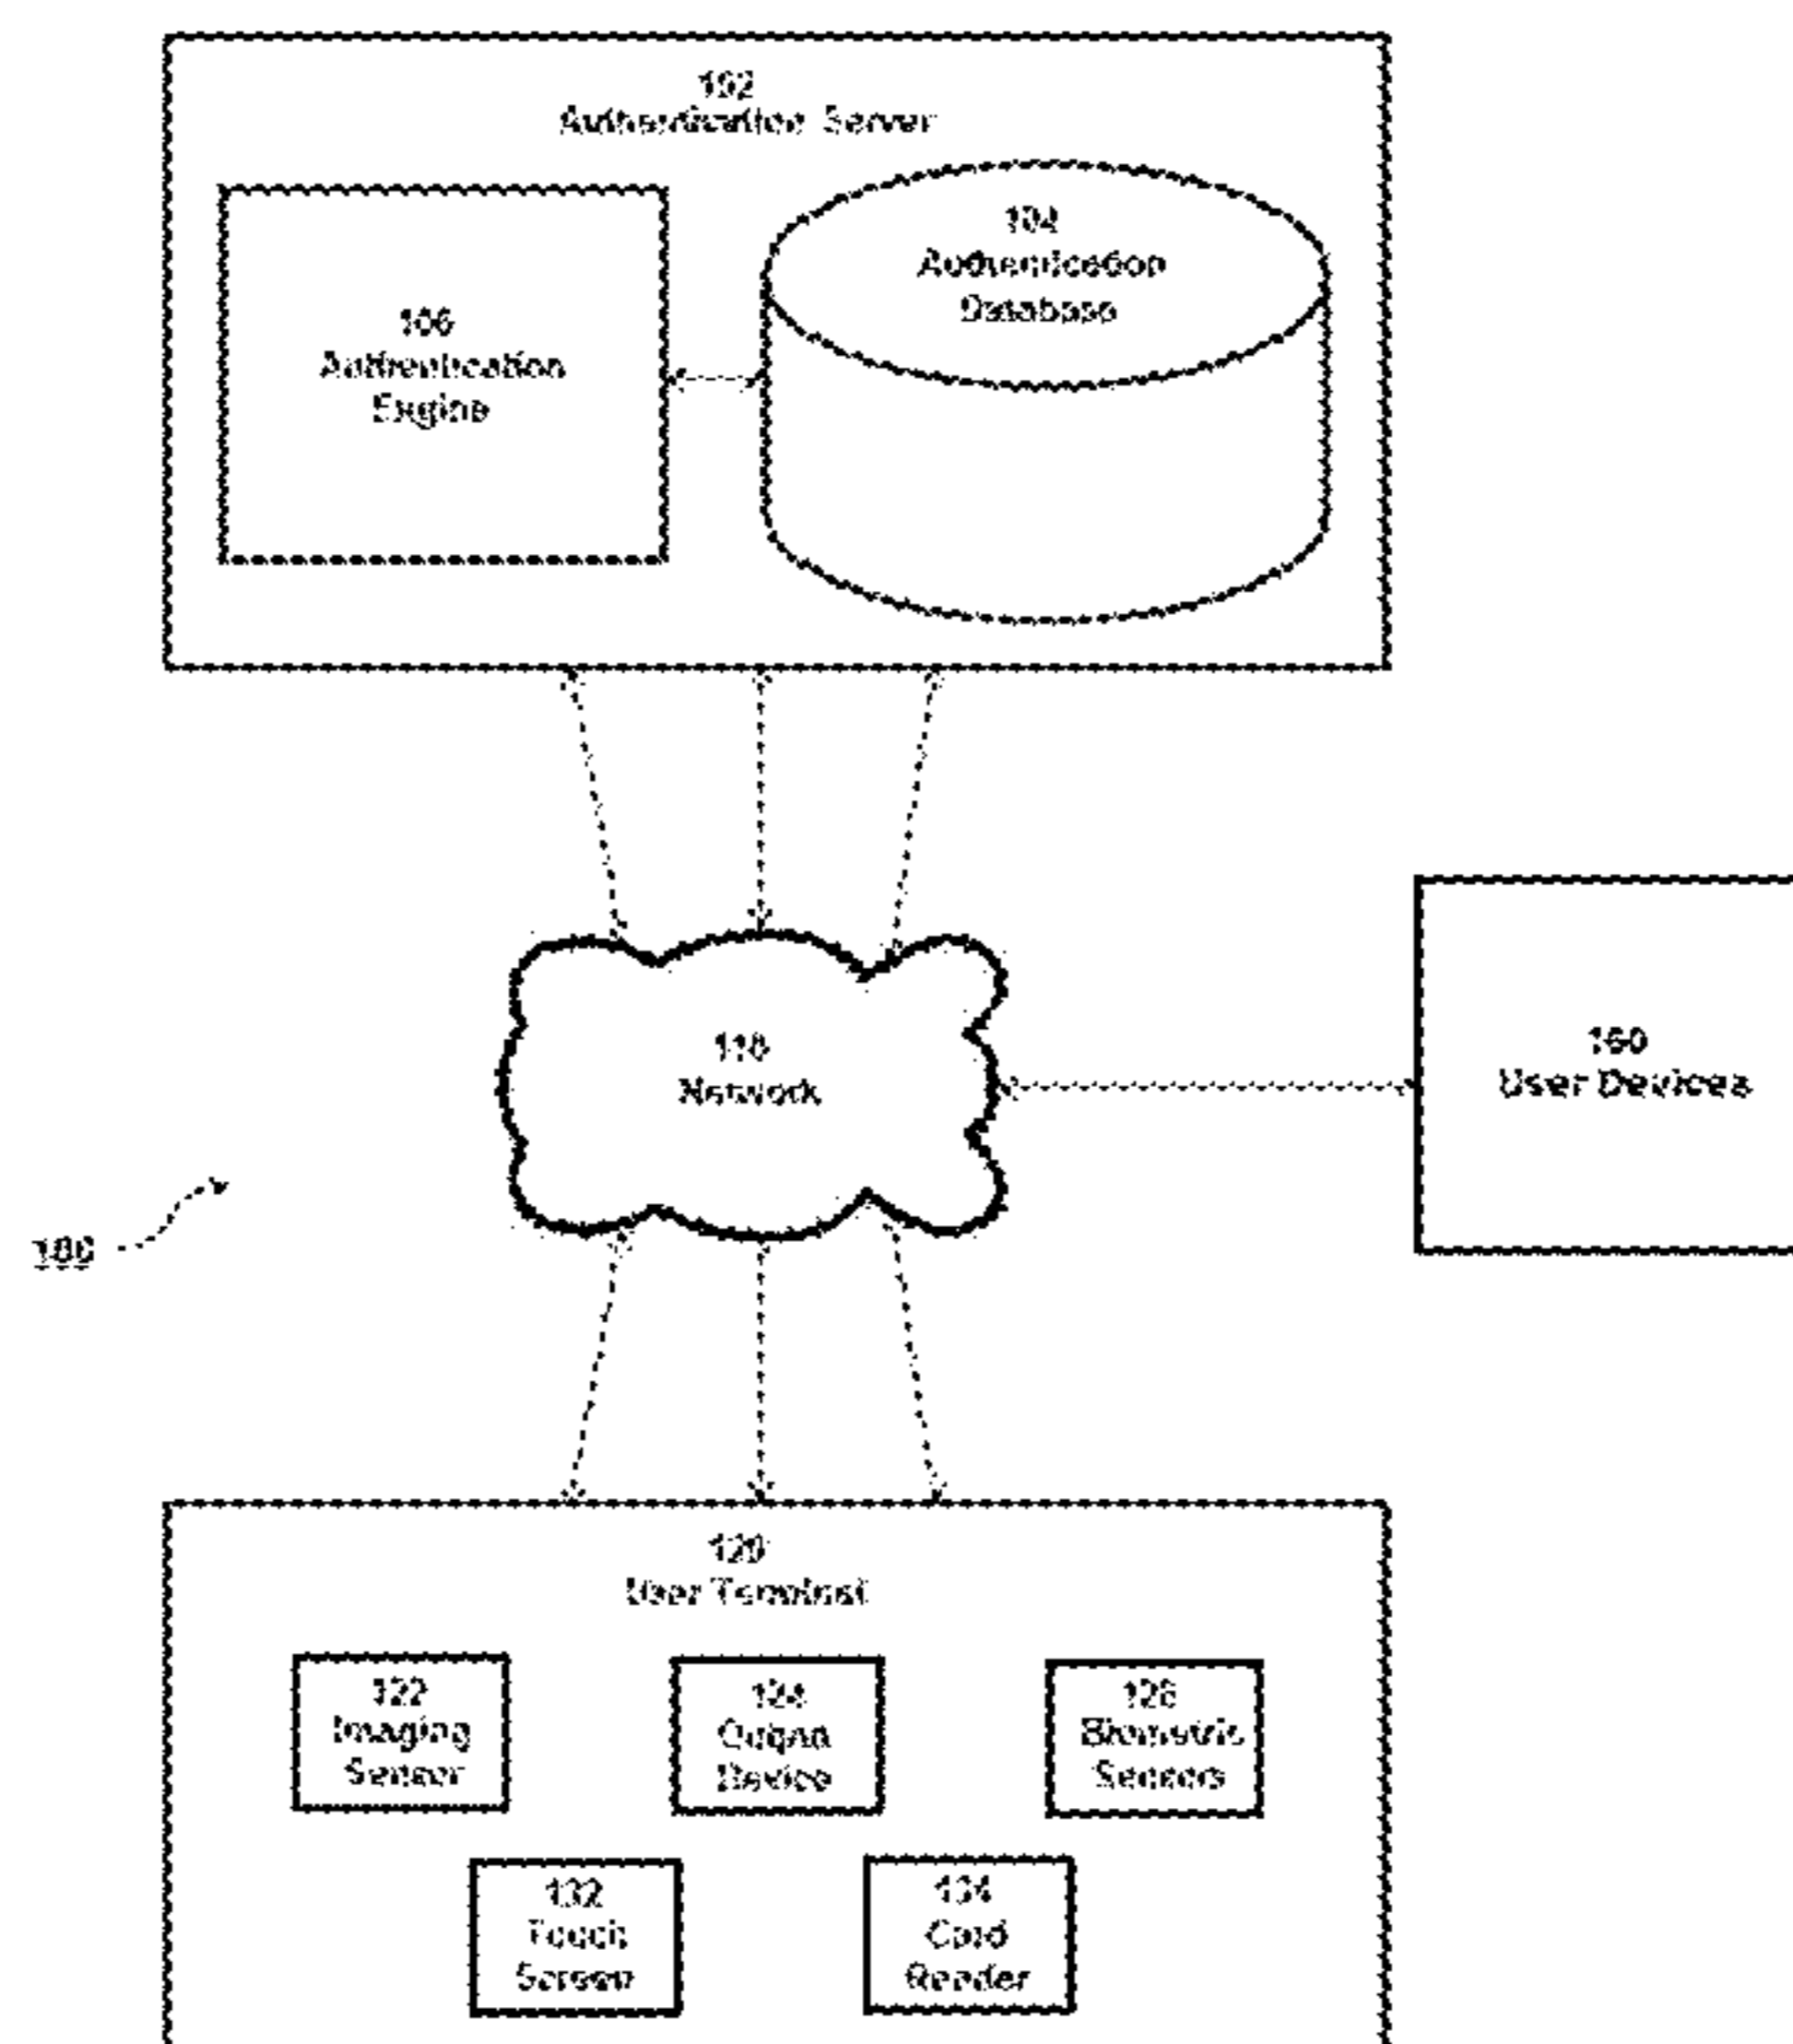 102
Authentication Server
104
Authentication
Database
106
Authentication
Engine
110
Network
160
User Devices
100
120
User Terminal
122
Imaging
Sensor
124
Output
Device
126
Biometric
Sensors
132
Touch
Screen
134
Card
Reader